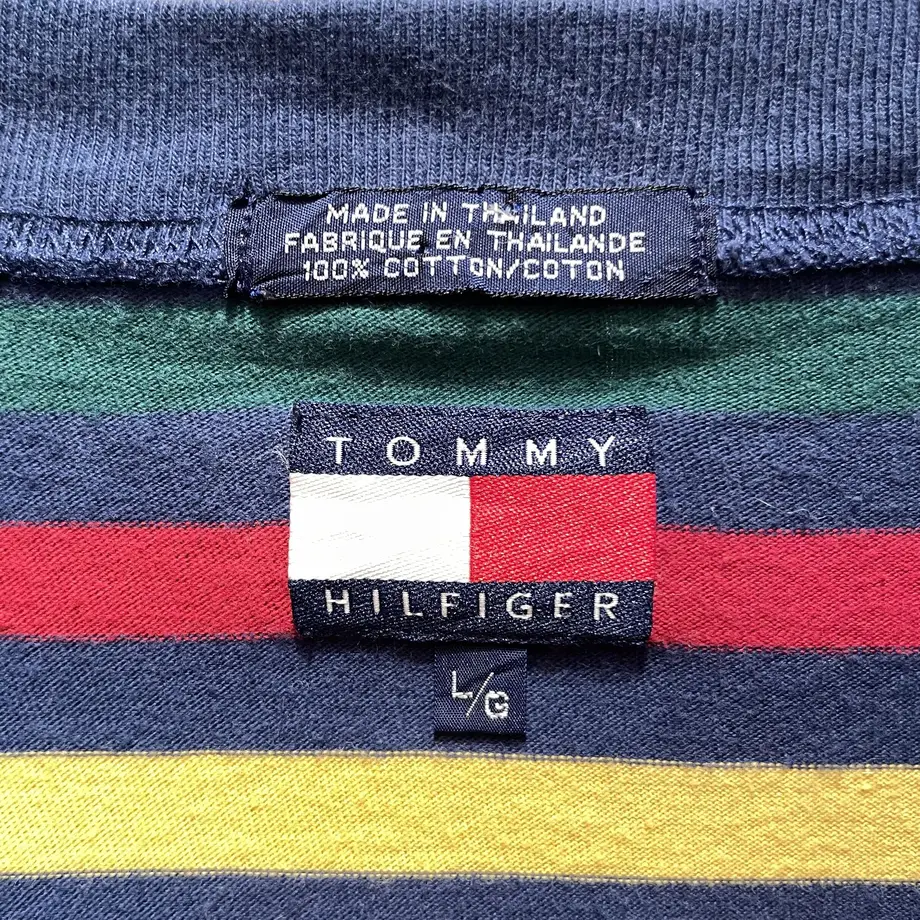 MADE IN THAILAND
FABRIQUE EN THAILANDE
100% COTTON/COTON
TOMMY
HILFIGER
L/G